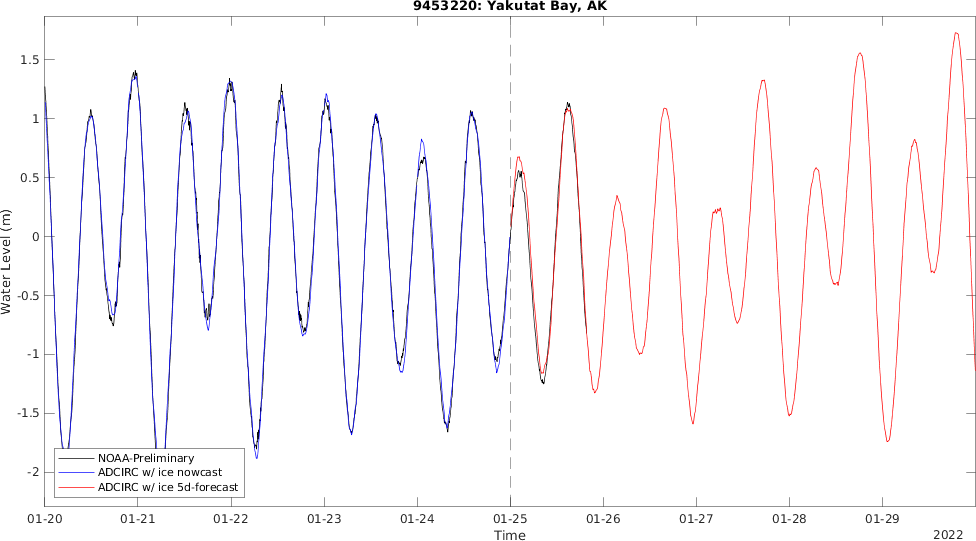 9453220: Yakutat Bay, AK
Water Level (m)
1.5
1
0.5
0
-0.5
-1
-1.5
-2
NOAA-Preliminary
ADCIRC w/ ice nowcast
ADCIRC w/ ice 5d-forecast
01-20 01-21 01-22 01-23 01-24 01-25 01-26 01-27 01-28 01-29
Time
2022